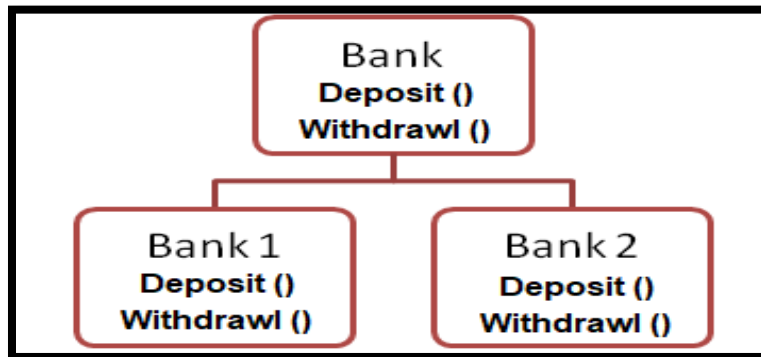 Bank
Deposit ()
Withdrawl ()
Bank 1
Deposit ()
Withdrawl ()
Bank 2
Deposit ()
Withdrawl ()